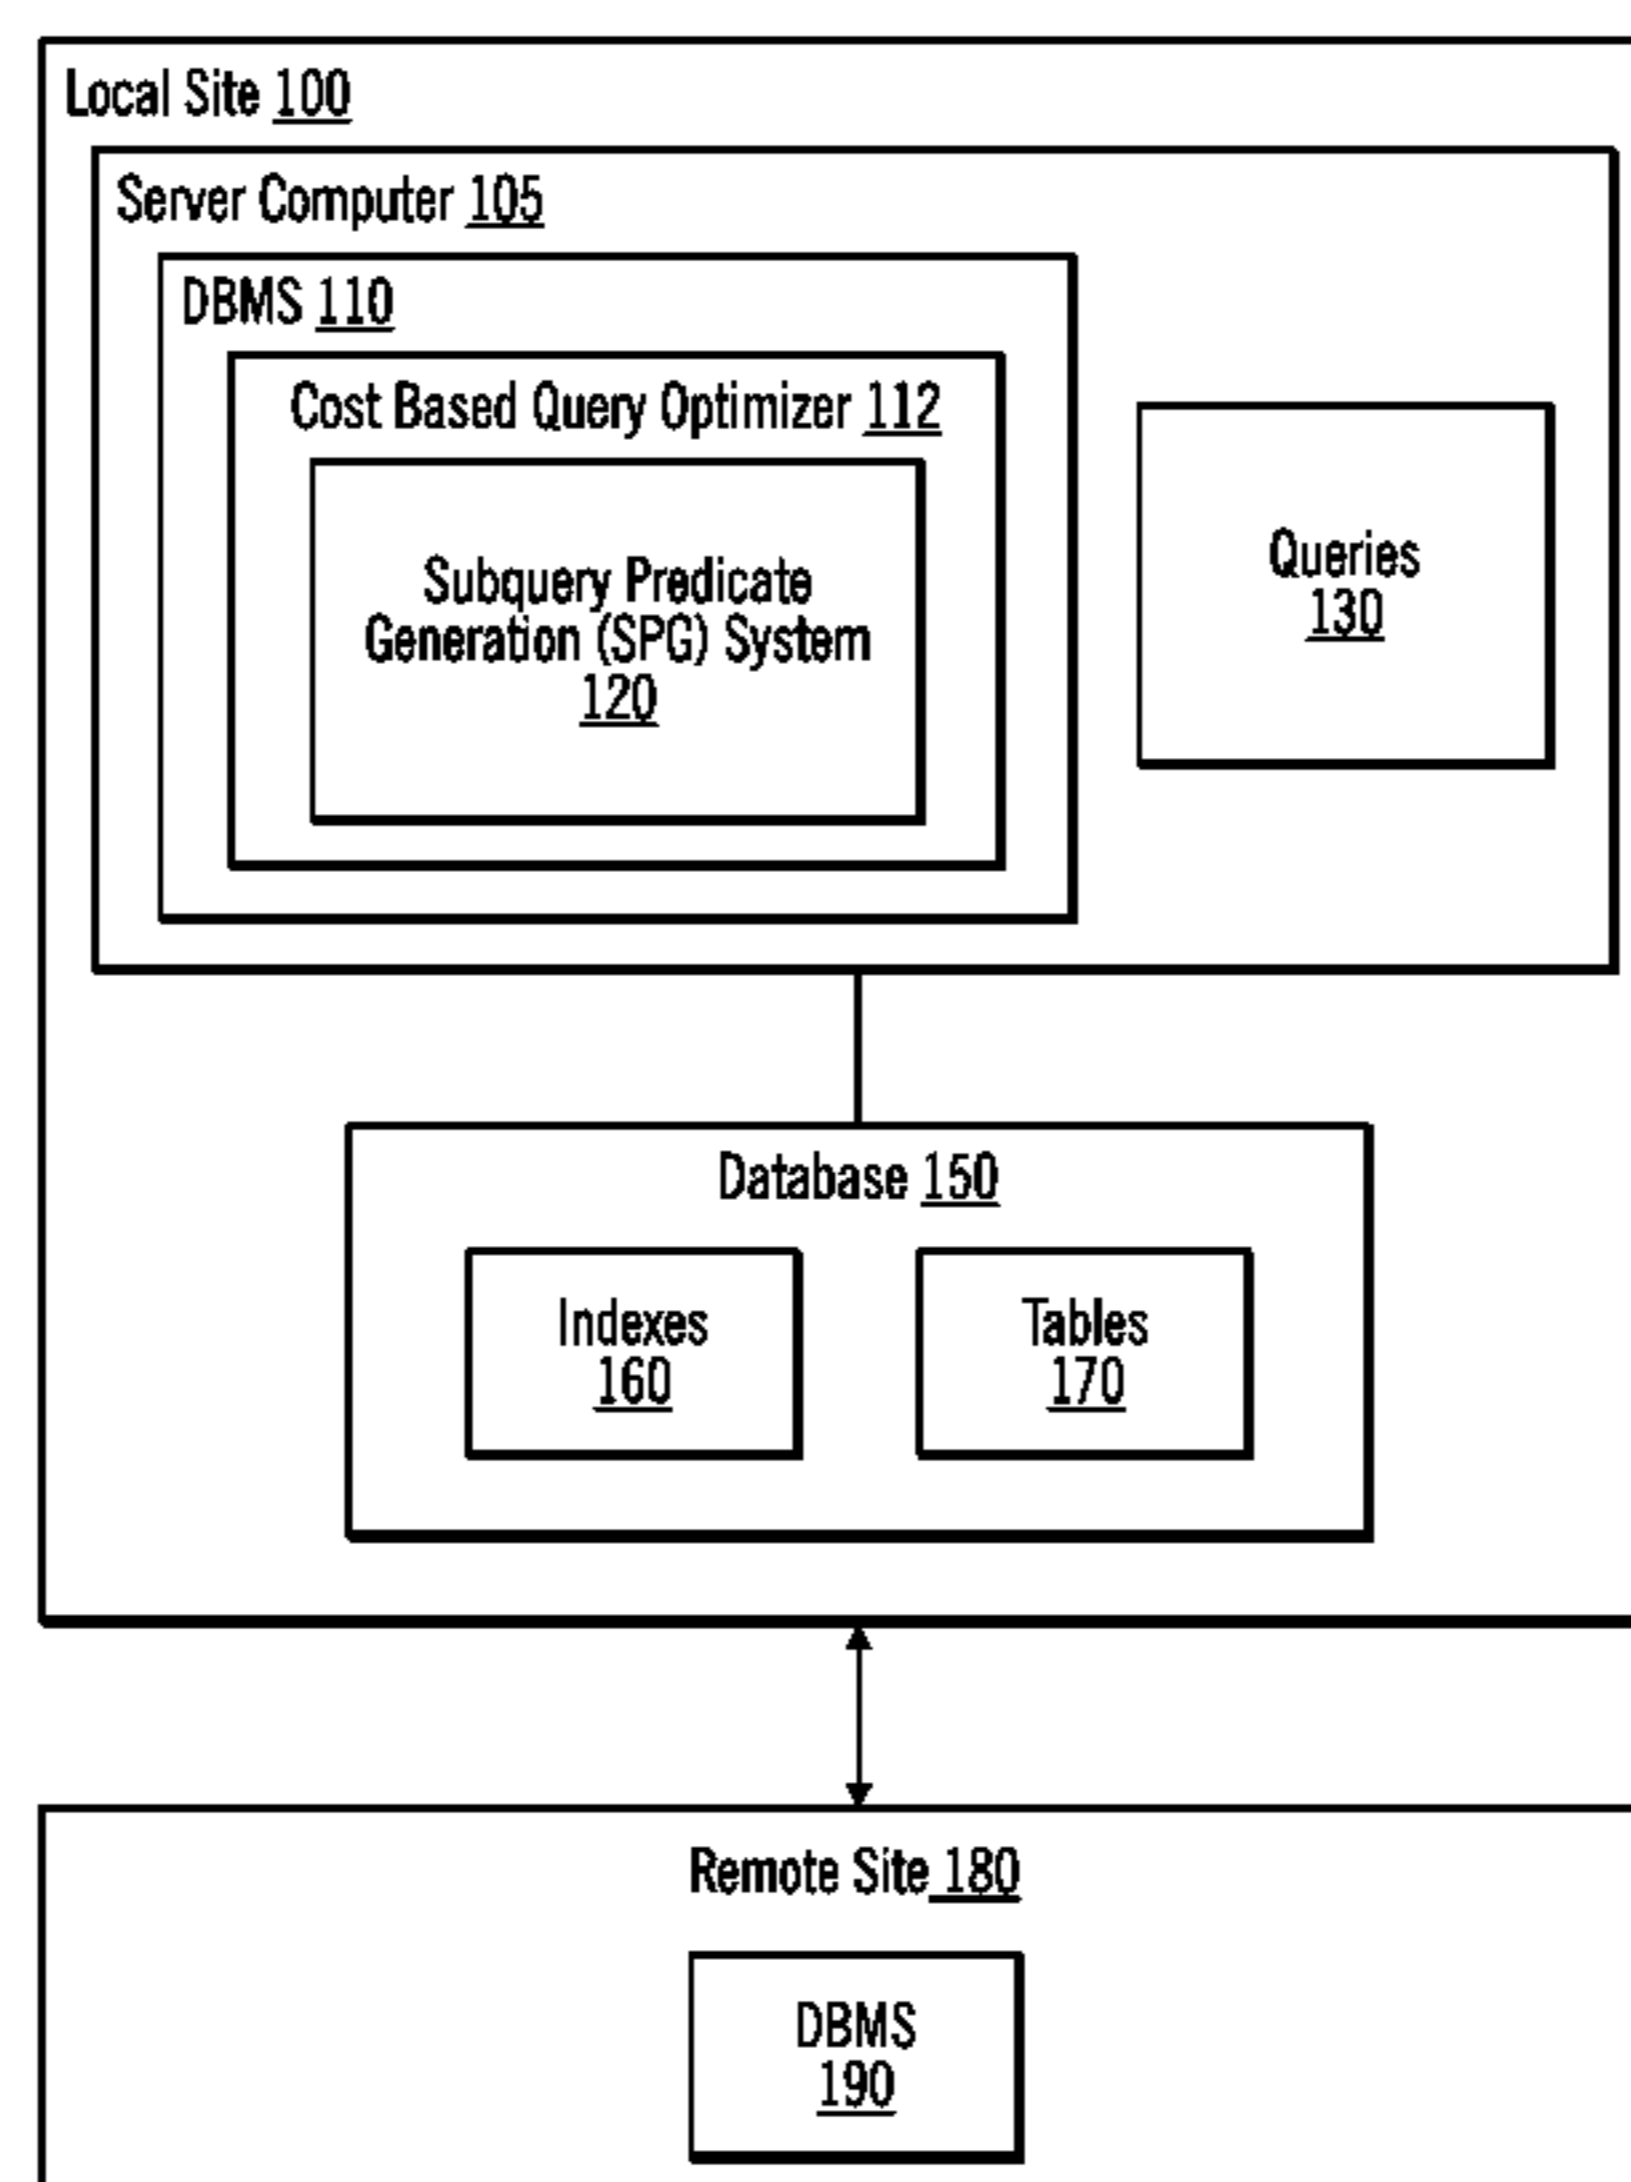 Local Site 100
Server Computer 105
DBMS 110
Cost Based Query Optimizer 112
Subquery Predicate
Generation (SPG) System
120
Queries
130
Database 150
Indexes
160
Tables
170
Remote Site 180
DBMS
190